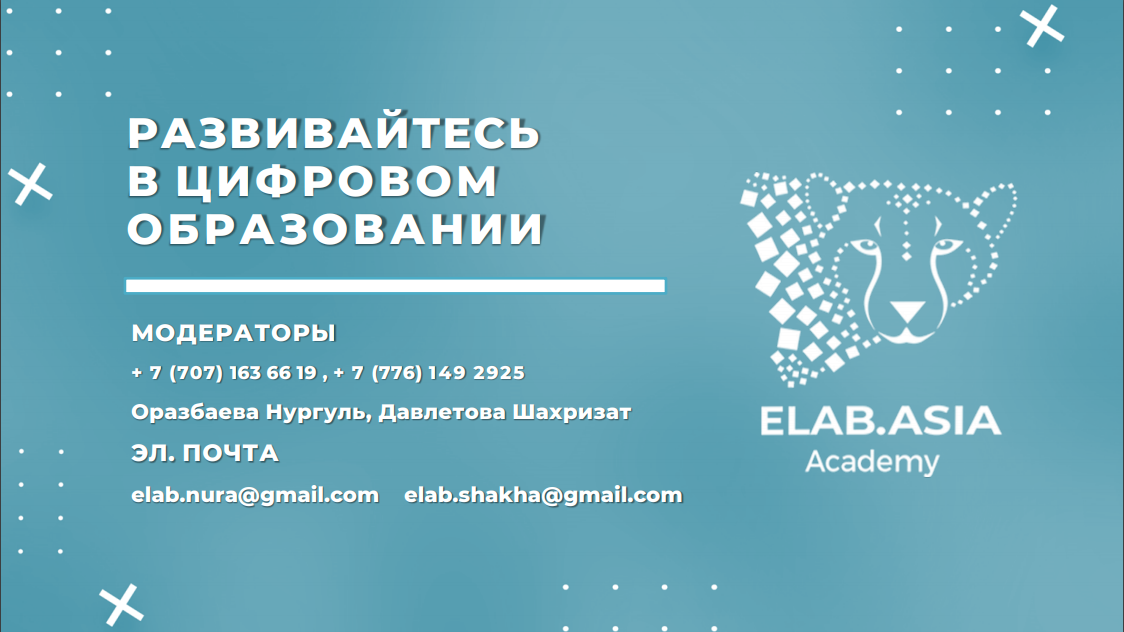 РАЗВИВАЙТЕСЬ
В ЦИФРОВОМ
ОБРАЗОВАНИИ
МОДЕРАТОРЫ
+ 7 (707) 163 66 19 , + 7 (776) 149 2925
Оразбаева Нургуль, Давлетова Шахризат
ЭЛ. ПОЧТА
elab.nura@gmail.com elab.shakha@gmail.com
ELAB.ASIA
Academy